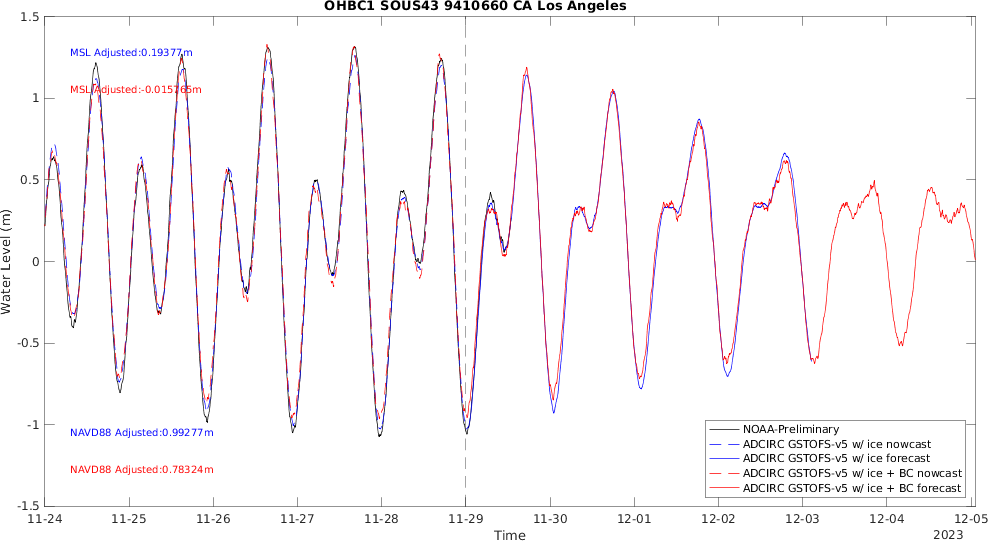 OHBC1 SOUS43 9410660 CA Los Angeles
1.5
1
0.5
0
-0.5
-1
-1.5
Water Level (m)
MSL Adjusted:0.19377m
MSL Adjusted:-0.015765m
NAVD88 Adjusted:0.99277m
NAVD88 Adjusted:0.78324m
NOAA-Preliminary
ADCIRC GSTOFS-v5 w/ ice nowcast
ADCIRC GSTOFS-v5 w/ ice forecast
ADCIRC GSTOFS-v5 w/ ice + BC nowcast
ADCIRC GSTOFS-v5 w/ ice + BC forecast
11-24 11-25 11-26 11-27 11-28 11-29 11-30 12-01 12-02 12-03 12-04 12-05
Time
2023